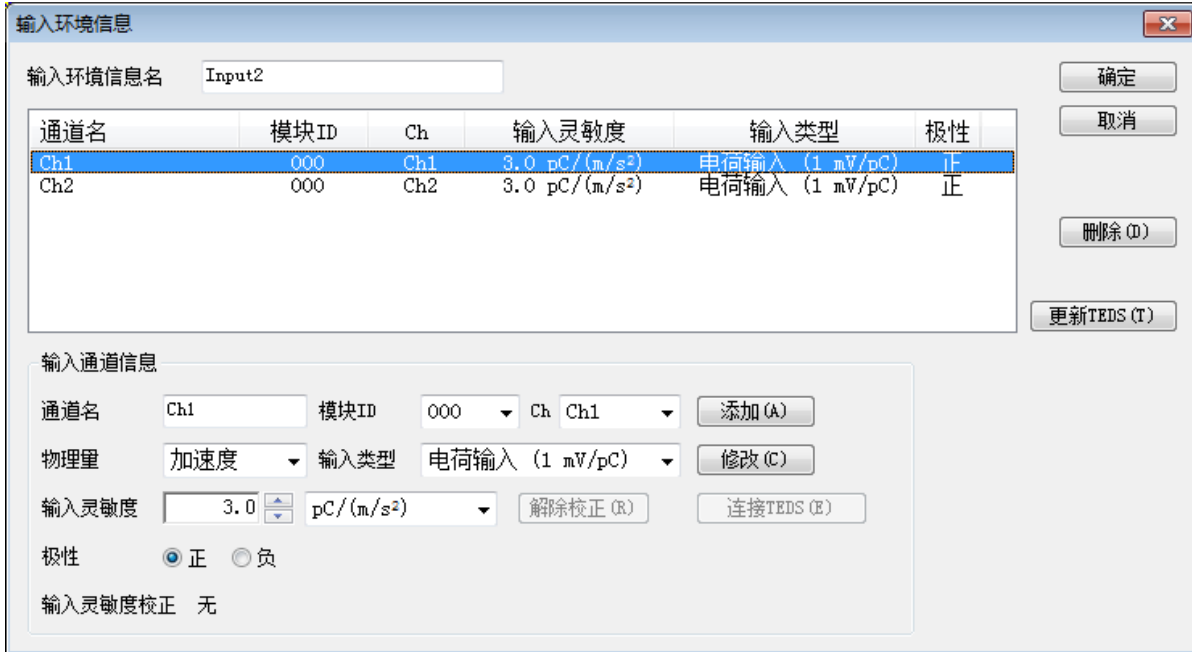 输入环境信息
输入环境信息名 Input2 确定
取消
通道名 模块ID Ch 输入灵敏度 输入类型 极性
Ch1 000 Ch1 3.0 pC/(m/s²) 电荷输入 (1 mV/pC) 正
Ch2 000 Ch2 3.0 pC/(m/s²) 电荷输入 (1 mV/pC) 正
删除(D)
更新TEDS(T)
输入通道信息
通道名 Ch1 模块ID 000 Ch Ch1 添加(A)
物理量 加速度 输入类型 电荷输入 (1 mV/pC) 修改(C)
输入灵敏度 3.0 pC/(m/s²) 解除校正(R) 连接TEDS(E)
极性 正 负
输入灵敏度校正 无